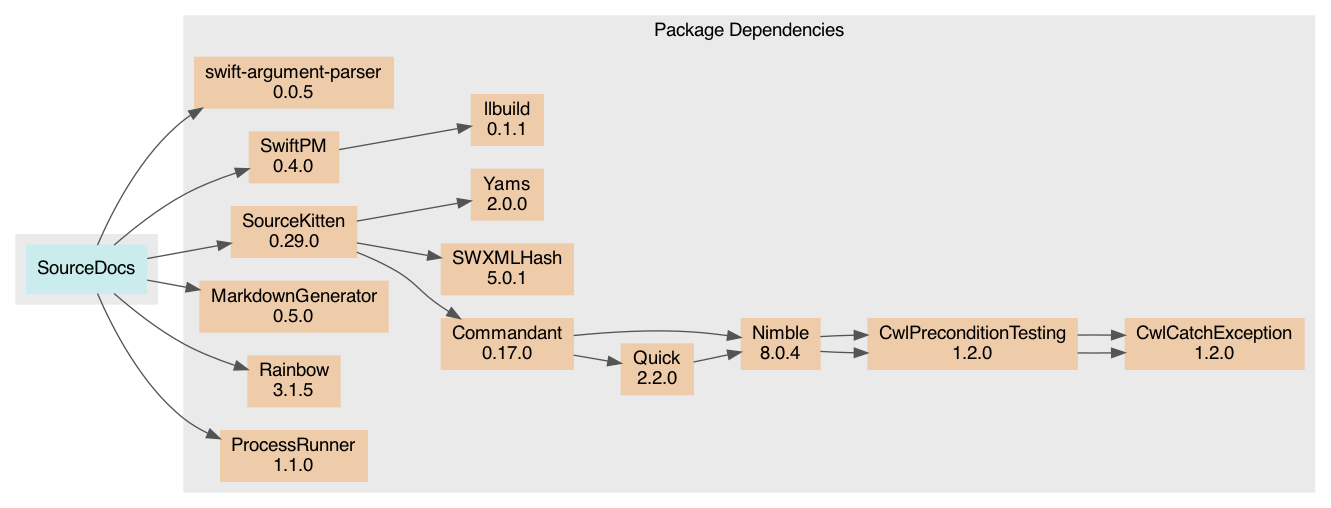 Package Dependencies
swift-argument-parser
0.0.5
llbuild
0.1.1
SwiftPM
0.4.0
Yams
2.0.0
SourceKitten
0.29.0
SWXMLHash
5.0.1
SourceDocs
MarkdownGenerator
0.5.0
Commandant
0.17.0
Quick
2.2.0
Nimble
8.0.4
CwlPreconditionTesting
1.2.0
CwlCatchException
1.2.0
Rainbow
3.1.5
ProcessRunner
1.1.0